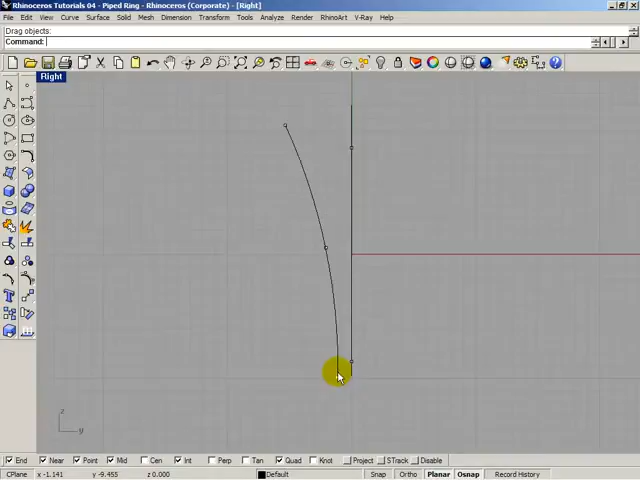 Rhinoceros Tutorials 04 - Piped Ring - Rhinoceros (Corporate) - [Right]
File Edit View Curve Surface Solid Mesh Dimension Transform Tools Analyze Render RhinoArt V-Ray Help
Drag objects:
Command:
Right
z
y
End Near Point Mid Cen Int Perp Tan Quad Knot Project STrack Disable
CPlane x -1.141 y -9.455 z 0.000 Default Snap Ortho Planar Osnap Record History